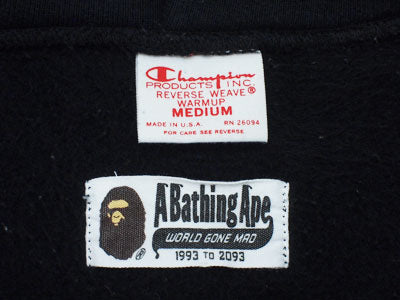 Champion
PRODUCTS INC.
REVERSE WEAVE®
WARMUP
MEDIUM
MADE IN U.S.A. RN 26094
FOR CARE SEE REVERSE
A Bathing Ape
WORLD GONE MAD
1993 TO 2093
®